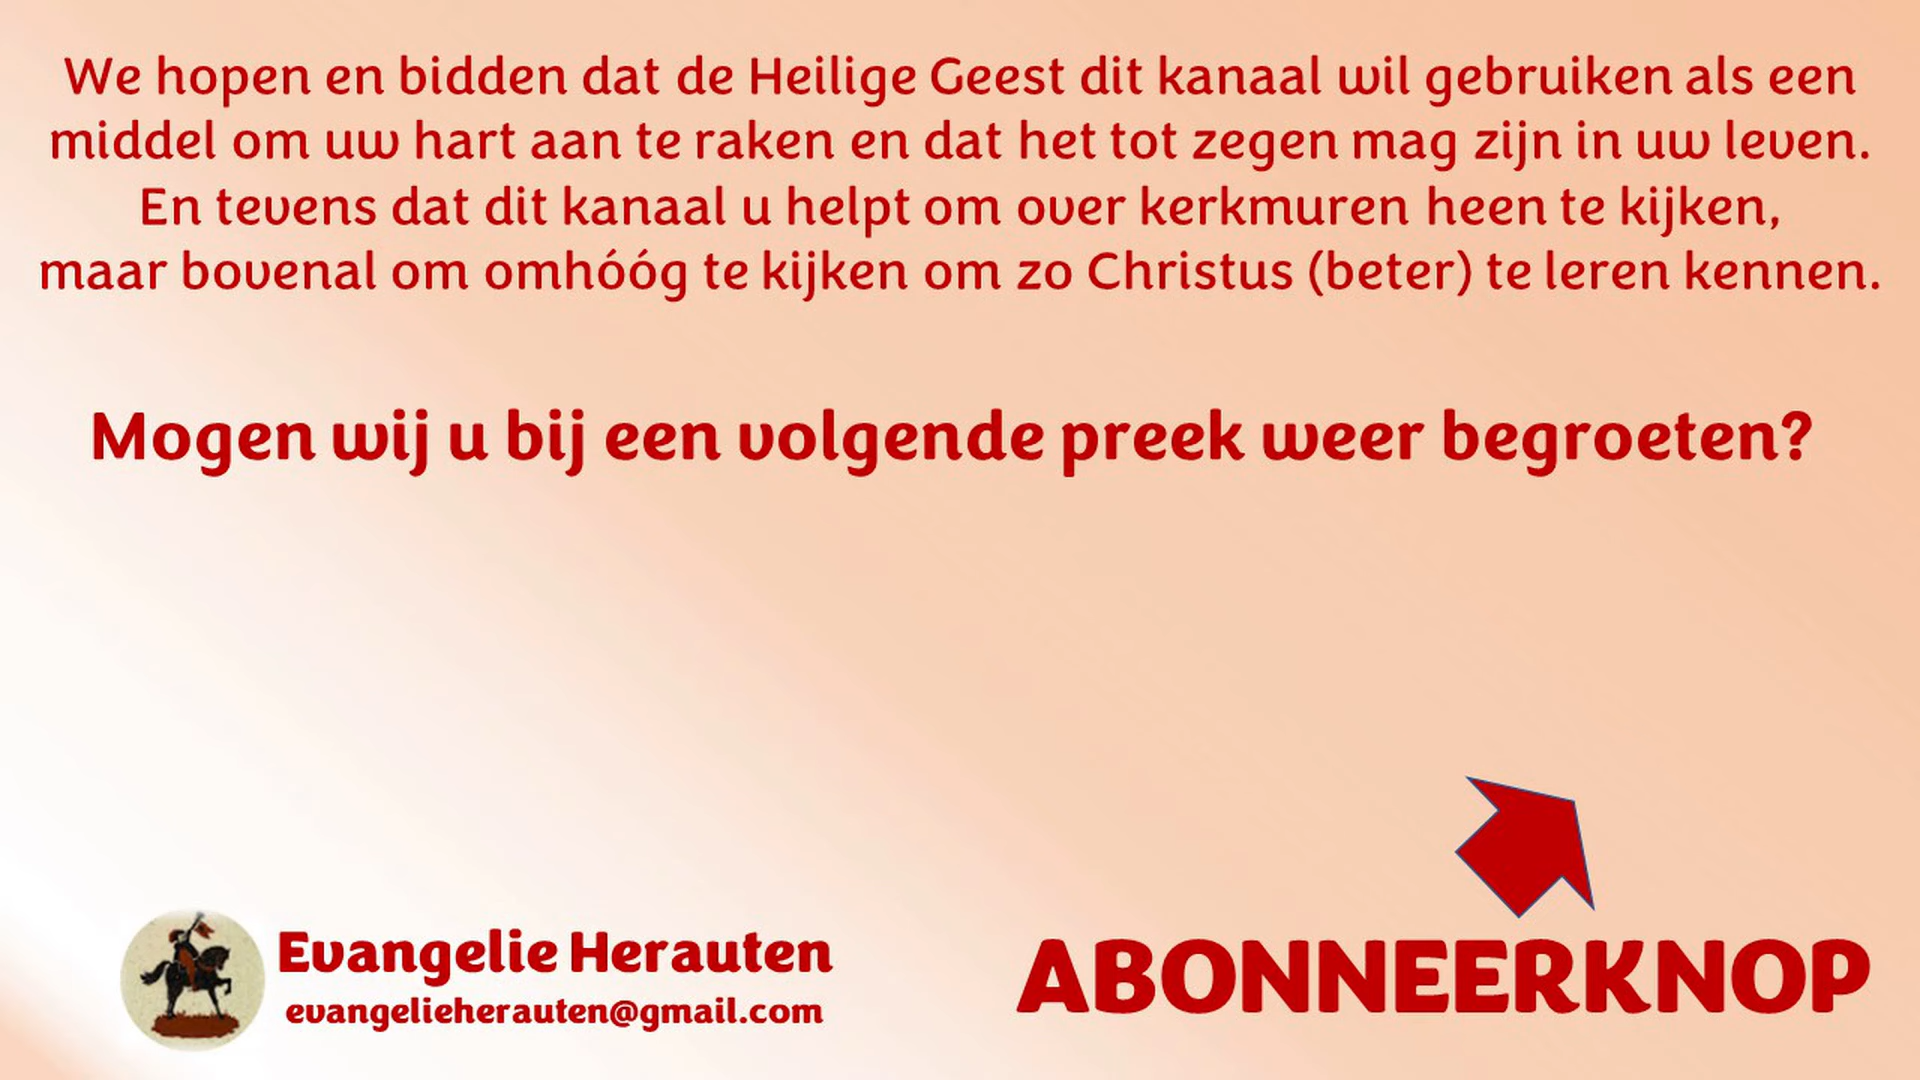 We hopen en bidden dat de Heilige Geest dit kanaal wil gebruiken als een
middel om uw hart aan te raken en dat het tot zegen mag zijn in uw leven.
En tevens dat dit kanaal u helpt om over kerkmuren heen te kijken,
maar bovenal om omhóóg te kijken om zo Christus (beter) te leren kennen.
Mogen wij u bij een volgende preek weer begroeten?
Evangelie Herauten
evangelieherauten@gmail.com
ABONNEERKNOP